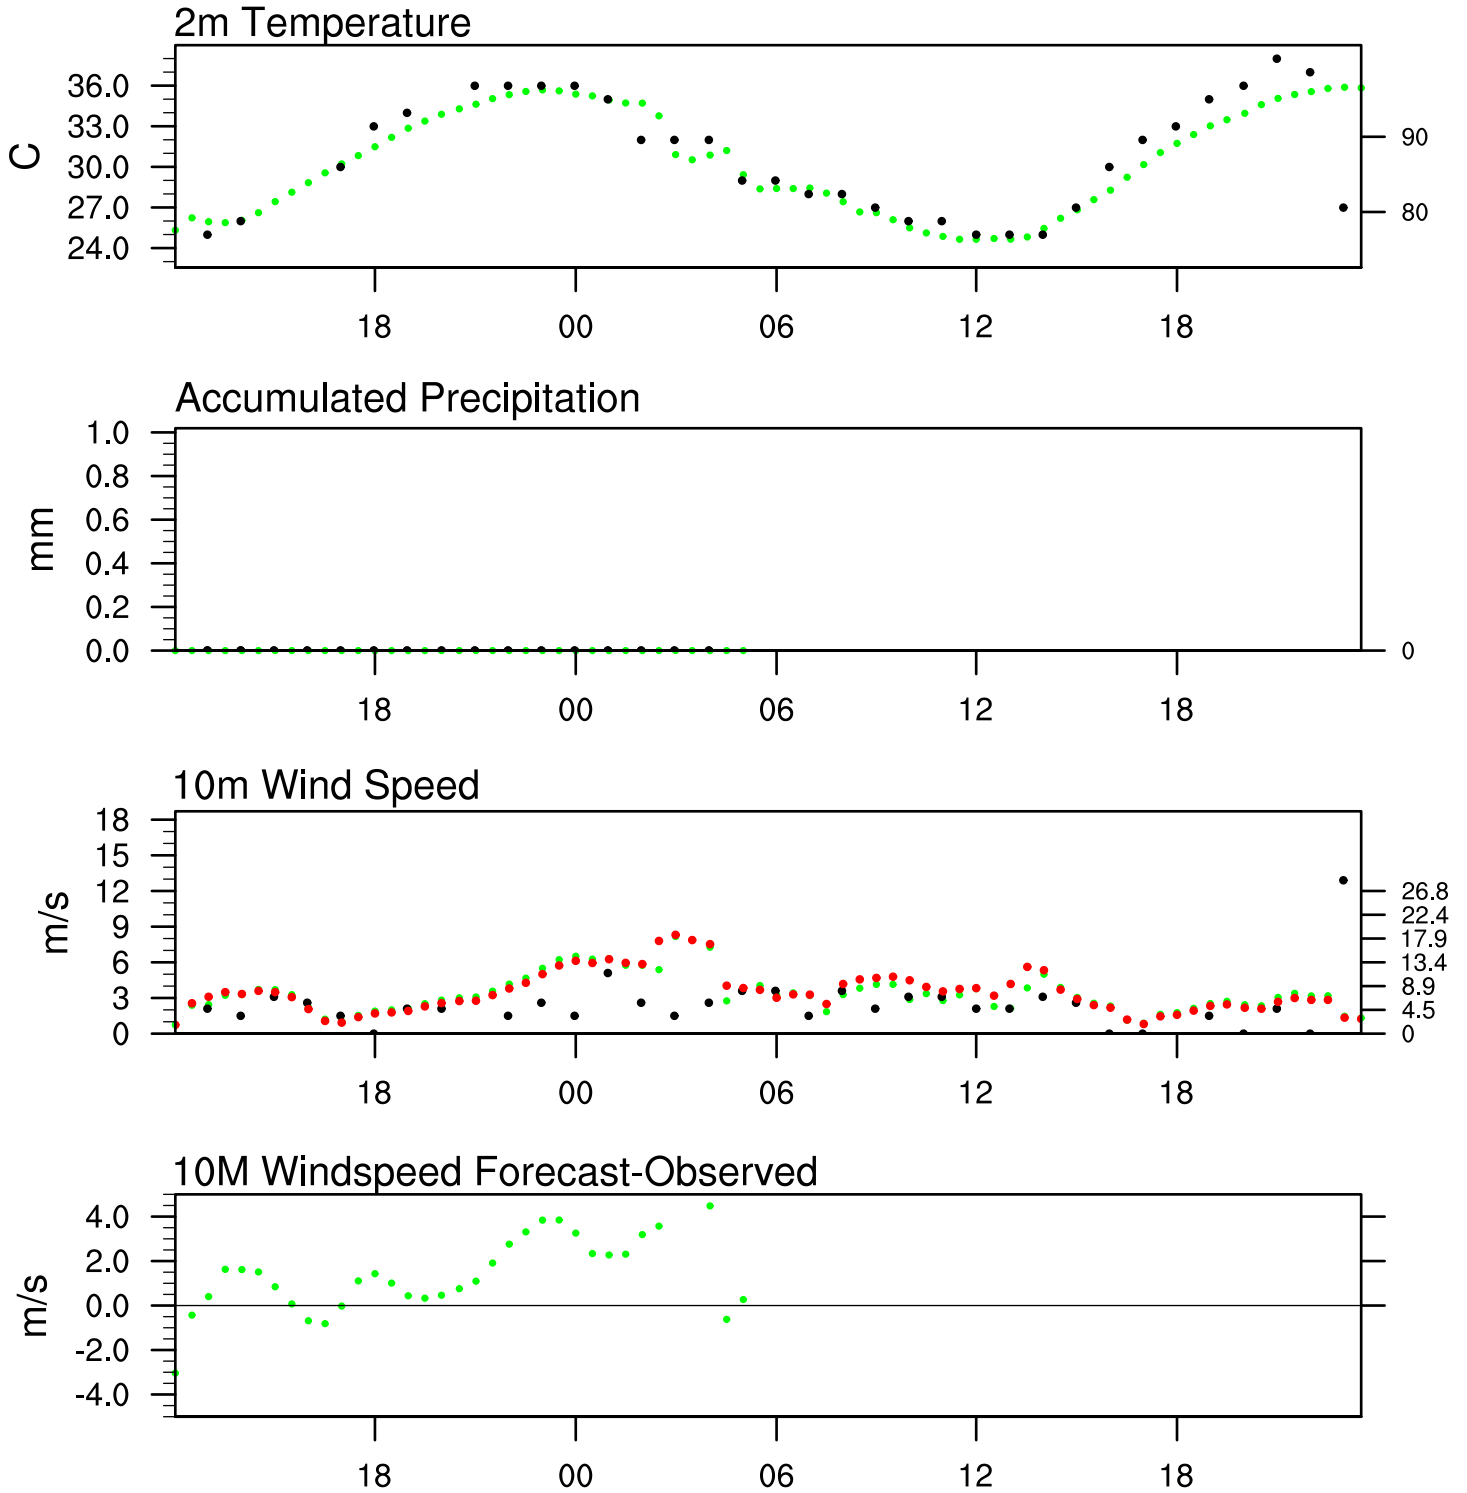 2m Temperature
36.0
33.0
30.0
27.0
24.0
C
90
80
18 00 06 12 18
Accumulated Precipitation
1.0
0.8
0.6
0.4
0.2
0.0
mm
0
18 00 06 12 18
10m Wind Speed
18
15
12
9
6
3
0
m/s
26.8
22.4
17.9
13.4
8.9
4.5
0
18 00 06 12 18
10M Windspeed Forecast-Observed
4.0
2.0
0.0
-2.0
-4.0
m/s
18 00 06 12 18